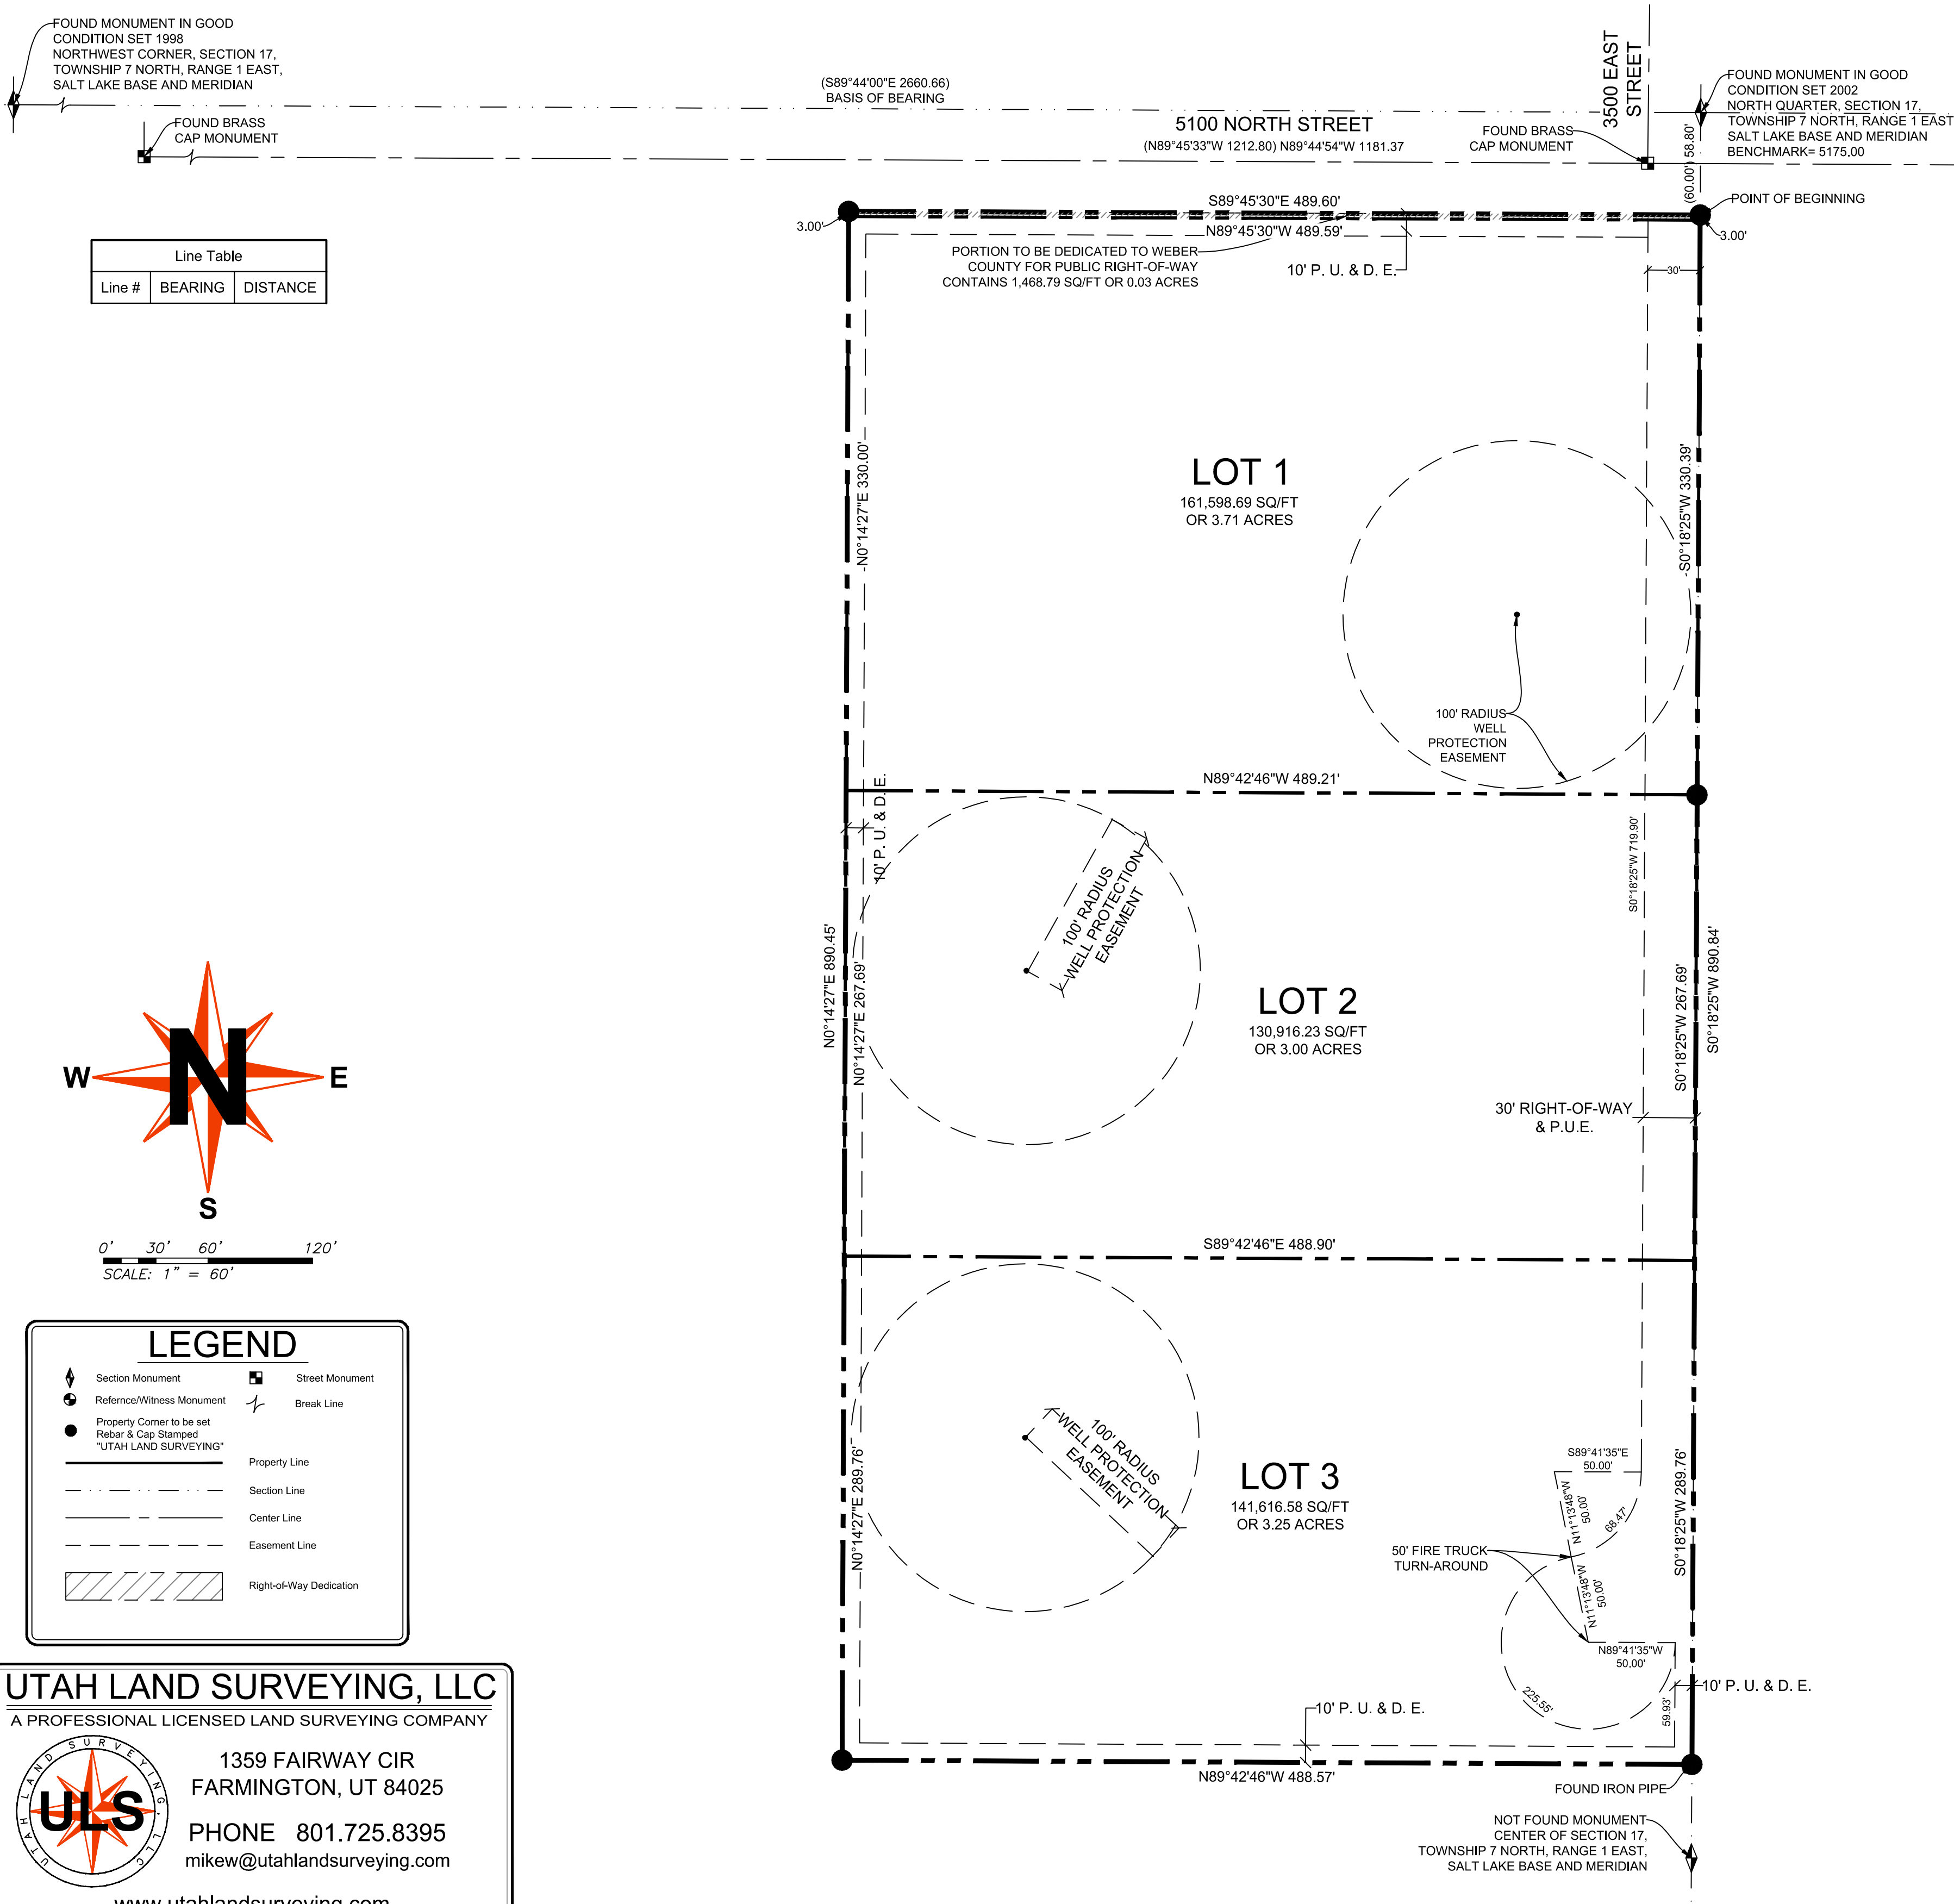 FOUND MONUMENT IN GOOD
CONDITION SET 1998
NORTHWEST CORNER, SECTION 17,
TOWNSHIP 7 NORTH, RANGE 1 EAST,
SALT LAKE BASE AND MERIDIAN
FOUND BRASS
CAP MONUMENT
(S89°44'00"E 2660.66)
BASIS OF BEARING
5100 NORTH STREET
(N89°45'33"W 1212.80) N89°44'54"W 1181.37
FOUND BRASS
CAP MONUMENT
3500 EAST
STREET
FOUND MONUMENT IN GOOD
CONDITION SET 2002
NORTH QUARTER, SECTION 17,
TOWNSHIP 7 NORTH, RANGE 1 EAST
SALT LAKE BASE AND MERIDIAN
BENCHMARK= 5175.00
(60.00') 58.80'
POINT OF BEGINNING
3.00'
3.00'
S89°45'30"E 489.60'
N89°45'30"W 489.59'
PORTION TO BE DEDICATED TO WEBER
COUNTY FOR PUBLIC RIGHT-OF-WAY
CONTAINS 1,468.79 SQ/FT OR 0.03 ACRES
10' P. U. & D. E.
30'
Line Table
Line # BEARING DISTANCE
N0°14'27"E 330.00'
LOT 1
161,598.69 SQ/FT
OR 3.71 ACRES
S0°18'25"W 330.39'
100' RADIUS
WELL
PROTECTION
EASEMENT
N89°42'46"W 489.21'
10' P. U. & D. E.
100' RADIUS
WELL PROTECTION
EASEMENT
S0°18'25"W 719.90'
N0°14'27"E 890.45'
N0°14'27"E 267.69'
LOT 2
130,916.23 SQ/FT
OR 3.00 ACRES
S0°18'25"W 267.69'
S0°18'25"W 890.84'
30' RIGHT-OF-WAY
& P.U.E.
S89°42'46"E 488.90'
N0°14'27"E 289.76'
100' RADIUS
WELL PROTECTION
EASEMENT
LOT 3
141,616.58 SQ/FT
OR 3.25 ACRES
S89°41'35"E
50.00'
N11°13'48"W
50.00'
68.47'
S0°18'25"W 289.76'
50' FIRE TRUCK
TURN-AROUND
N11°13'48"W
50.00'
N89°41'35"W
50.00'
225.55'
59.93'
10' P. U. & D. E.
10' P. U. & D. E.
N89°42'46"W 488.57'
FOUND IRON PIPE
NOT FOUND MONUMENT
CENTER OF SECTION 17,
TOWNSHIP 7 NORTH, RANGE 1 EAST,
SALT LAKE BASE AND MERIDIAN
N
W
E
S
0' 30' 60' 120'
SCALE: 1" = 60'
LEGEND
Section Monument
Street Monument
Refernce/Witness Monument
Break Line
Property Corner to be set
Rebar & Cap Stamped
"UTAH LAND SURVEYING"
Property Line
Section Line
Center Line
Easement Line
Right-of-Way Dedication
UTAH LAND SURVEYING, LLC
A PROFESSIONAL LICENSED LAND SURVEYING COMPANY
UTAH LAND SURVEYING, LLC
ULS
1359 FAIRWAY CIR
FARMINGTON, UT 84025
PHONE 801.725.8395
mikew@utahlandsurveying.com
www.utahlandsurveying.com